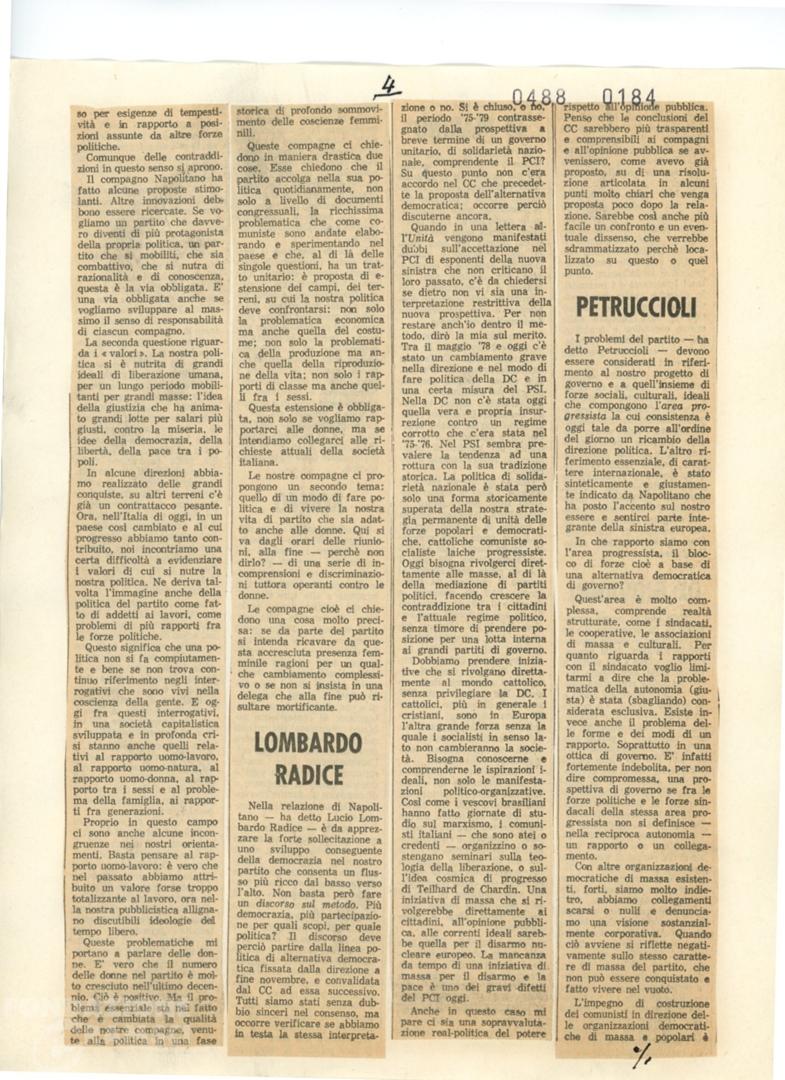 4
0488 0184
so per esigenze di tempesti-
vità e in rapporto a posi-
zioni assunte da altre forze
politiche.
Comunque delle contraddi-
zioni in questo senso si aprono.
Il compagno Napolitano ha
fatto alcune proposte stimo-
lanti. Altre innovazioni deb-
bono essere ricercate. Se vo-
gliamo un partito che davve-
ro diventi di più protagonista
della propria politica, un par-
tito che si mobiliti, che sia
combattivo, che si nutra di
razionalità e di conoscenza,
questa è la via obbligata. E'
una via obbligata anche se
vogliamo sviluppare al mas-
simo il senso di responsabilità
di ciascun compagno.
La seconda questione riguar-
da i «valori». La nostra poli-
tica si è nutrita di grandi
ideali di liberazione umana,
per un lungo periodo mobili-
tanti per grandi masse: l'idea
della giustizia che ha anima-
to grandi lotte per salari più
giusti, contro la miseria, le
idee della democrazia, della
libertà, della pace tra i po-
poli.
In alcune direzioni abbia-
mo realizzato delle grandi
conquiste, su altri terreni c'è
già un contrattacco pesante.
Ora, nell'Italia di oggi, in un
paese così cambiato e al cui
progresso abbiamo tanto con-
tribuito, noi incontriamo una
certa difficoltà a evidenziare
i valori di cui si nutre la
nostra politica. Ne deriva tal-
volta l'immagine anche della
politica del partito come fat-
to di addetti ai lavori, come
problemi di più rapporti fra
le forze politiche.
Questo significa che una po-
litica non si fa compiutamen-
te e bene se non trova con-
tinuo riferimento negli inter-
rogativi che sono vivi nella
coscienza della gente. E og-
gi fra questi interrogativi,
in una società capitalistica
sviluppata e in profonda cri-
si stanno anche quelli rela-
tivi al rapporto uomo-lavoro,
al rapporto uomo-natura, al
rapporto uomo-donna, al rap-
porto tra i sessi e al proble-
ma della famiglia, ai rappor-
ti fra generazioni.
Proprio in questo campo
ci sono anche alcune incon-
gruenze nei nostri orienta-
menti. Basta pensare al rap-
porto uomo-lavoro: è vero che
nel passato abbiamo attri-
buito un valore forse troppo
totalizzante al lavoro, ora nel-
la nostra pubblicistica alligna-
no discutibili ideologie del
tempo libero.
Queste problematiche mi
portano a parlare delle don-
ne. E' vero che il numero
delle donne nel partito è mol-
to cresciuto nell'ultimo decen-
nio. Ciò è positivo. Ma il pro-
blema essenziale sta nel fatto
che è cambiata la qualità
delle nostre compagne, venu-
te alla politica in una fase
storica di profondo sommovi-
mento delle coscienze femmi-
nili.
Queste compagne ci chie-
dono in maniera drastica due
cose. Esse chiedono che il
partito accolga nella sua po-
litica quotidianamente, non
solo a livello di documenti
congressuali, la ricchissima
problematica che come co-
muniste sono andate elabo-
rando e sperimentando nel
paese e che, al di là delle
singole questioni, ha un trat-
to unitario: è proposta di e-
stensione dei campi, dei ter-
reni, su cui la nostra politica
deve confrontarsi: non solo
la problematica economica
ma anche quella del costu-
me; non solo la problemati-
ca della produzione ma an-
che quella della riproduzio-
ne della vita; non solo i rap-
porti di classe ma anche quel-
li fra i sessi.
Questa estensione è obbliga-
ta, non solo se vogliamo rap-
portarci alle donne, ma se
intendiamo collegarci alle ri-
chieste attuali della società
italiana.
Le nostre compagne ci pro-
pongono un secondo tema:
quello di un modo di fare po-
litica e di vivere la nostra
vita di partito che sia adat-
to anche alle donne. Qui si
va dagli orari delle riunio-
ni, alla fine — perchè non
dirlo? — di una serie di in-
comprensioni e discriminazio-
ni tuttora operanti contro le
donne.
Le compagne cioè ci chie-
dono una cosa molto preci-
sa: se da parte del partito
si intenda ricavare da que-
sta accresciuta presenza fem-
minile ragioni per un qual-
che cambiamento complessi-
vo o se non si insista in una
delega che alla fine può ri-
sultare mortificante.
LOMBARDO
RADICE
Nella relazione di Napoli-
tano — ha detto Lucio Lom-
bardo Radice — è da apprez-
zare la forte sollecitazione a
uno sviluppo conseguente
della democrazia nel nostro
partito che consenta un flus-
so più ricco dal basso verso
l'alto. Non basta però fare
un discorso sul metodo. Più
democrazia, più partecipazio-
ne per quali scopi, per quale
politica? Il discorso deve
perciò partire dalla linea po-
litica di alternativa democra-
tica fissata dalla direzione a
fine novembre, e convalidata
dal CC ad essa successivo.
Tutti siamo stati senza dub-
bio sinceri nel consenso, ma
occorre verificare se abbiamo
in testa la stessa interpreta-
zione o no. Si è chiuso, o no,
il periodo '75-'79 contrasse-
gnato dalla prospettiva a
breve termine di un governo
unitario, di solidarietà nazio-
nale, comprendente il PCI?
Su questo punto non c'era
accordo nel CC che precedet-
te la proposta dell'alternativa
democratica; occorre perciò
discuterne ancora.
Quando in una lettera al-
l'Unità vengono manifestati
dubbi sull'accettazione nel
PCI di esponenti della nuova
sinistra che non criticano il
loro passato, c'è da chiedersi
se dietro non vi sia una in-
terpretazione restrittiva della
nuova prospettiva. Per non
restare anch'io dentro il me-
todo, dirò la mia sul merito.
Tra il maggio '78 e oggi c'è
stato un cambiamento grave
nella direzione e nel modo di
fare politica della DC e in
una certa misura del PSI.
Nella DC non c'è stata oggi
quella vera e propria insur-
rezione contro un regime
corrotto che c'era stata nel
'75-'76. Nel PSI sembra pre-
valere la tendenza ad una
rottura con la sua tradizione
storica. La politica di solida-
rietà nazionale è stata però
solo una forma storicamente
superata della nostra strate-
gia permanente di unità delle
forze popolari e democrati-
che, cattoliche comuniste so-
cialiste laiche progressiste.
Oggi bisogna rivolgerci diret-
tamente alle masse, al di là
della mediazione di partiti
politici, facendo crescere la
contraddizione tra i cittadini
e l'attuale regime politico,
senza timore di prendere po-
sizione per una lotta interna
ai grandi partiti di governo.
Dobbiamo prendere inizia-
tive che si rivolgano diretta-
mente al mondo cattolico,
senza privilegiare la DC. I
cattolici, più in generale i
cristiani, sono in Europa
l'altra grande forza senza la
quale i socialisti in senso la-
to non cambieranno la socie-
tà. Bisogna conoscerne e
comprenderne le ispirazioni i-
deali, non solo le manifesta-
zioni politico-organizzative.
Così come i vescovi brasiliani
hanno fatto giornate di stu-
dio sul marxismo, i comuni-
sti italiani — che sono atei o
credenti — organizzino o so-
stengano seminari sulla teo-
logia della liberazione, o sul-
l'idea cosmica di progresso
di Teilhard de Chardin. Una
iniziativa di massa che si ri-
volgerebbe direttamente ai
cittadini, all'opinione pubbli-
ca, alle correnti ideali sareb-
be quella per il disarmo nu-
cleare europeo. La mancanza
da tempo di una iniziativa di
massa per il disarmo e la
pace è uno dei gravi difetti
del PCI oggi.
Anche in questo caso mi
pare ci sia una sopravvaluta-
zione real-politica del potere
rispetto all'opinione pubblica.
Penso che le conclusioni del
CC sarebbero più trasparenti
e comprensibili ai compagni
e all'opinione pubblica se av-
venissero, come avevo già
proposto, su di una risolu-
zione articolata in alcuni
punti molto chiari che venga
proposta poco dopo la rela-
zione. Sarebbe così anche più
facile un confronto e un even-
tuale dissenso, che verrebbe
sdrammatizzato perchè loca-
lizzato su questo o quel
punto.
PETRUCCIOLI
I problemi del partito — ha
detto Petruccioli — devono
essere considerati in riferi-
mento al nostro progetto di
governo e a quell'insieme di
forze sociali, culturali, ideali
che compongono l'area pro-
gressista la cui consistenza è
oggi tale da porre all'ordine
del giorno un ricambio della
direzione politica. L'altro ri-
ferimento essenziale, di carat-
tere internazionale, è stato
sinteticamente e giustamen-
te indicato da Napolitano che
ha posto l'accento sul nostro
essere e sentirci parte inte-
grante della sinistra europea.
In che rapporto siamo con
l'area progressista, il bloc-
co di forze cioè a base di
una alternativa democratica
di governo?
Quest'area è molto com-
plessa, comprende realtà
strutturate, come i sindacati,
le cooperative, le associazioni
di massa e culturali. Per
quanto riguarda i rapporti
con il sindacato voglio limi-
tarmi a dire che la proble-
matica della autonomia (giu-
sta) è stata (sbagliando) con-
siderata esclusiva. Esiste in-
vece anche il problema del-
le forme e dei modi di un
rapporto. Soprattutto in una
ottica di governo. E' infatti
fortemente indebolita, per non
dire compromessa, una pro-
spettiva di governo se fra le
forze politiche e le forze sin-
dacali della stessa area pro-
gressista non si definisce —
nella reciproca autonomia —
un rapporto o un collega-
mento.
Con altre organizzazioni de-
mocratiche di massa esisten-
ti, forti, siamo molto indie-
tro, abbiamo collegamenti
scarsi o nulli e denuncia-
mo una visione sostanzial-
mente corporativa. Quando
ciò avviene si riflette negati-
vamente sullo stesso caratte-
re di massa del partito, che
non può essere conquistato e
fatto vivere nel vuoto.
L'impegno di costruzione
dei comunisti in direzione del-
le organizzazioni democrati-
che di massa e popolari è
%